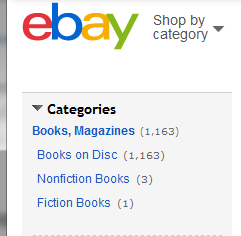 ebay
Shop by
category
Categories
Books, Magazines (1,163)
Books on Disc (1,163)
Nonfiction Books (3)
Fiction Books (1)